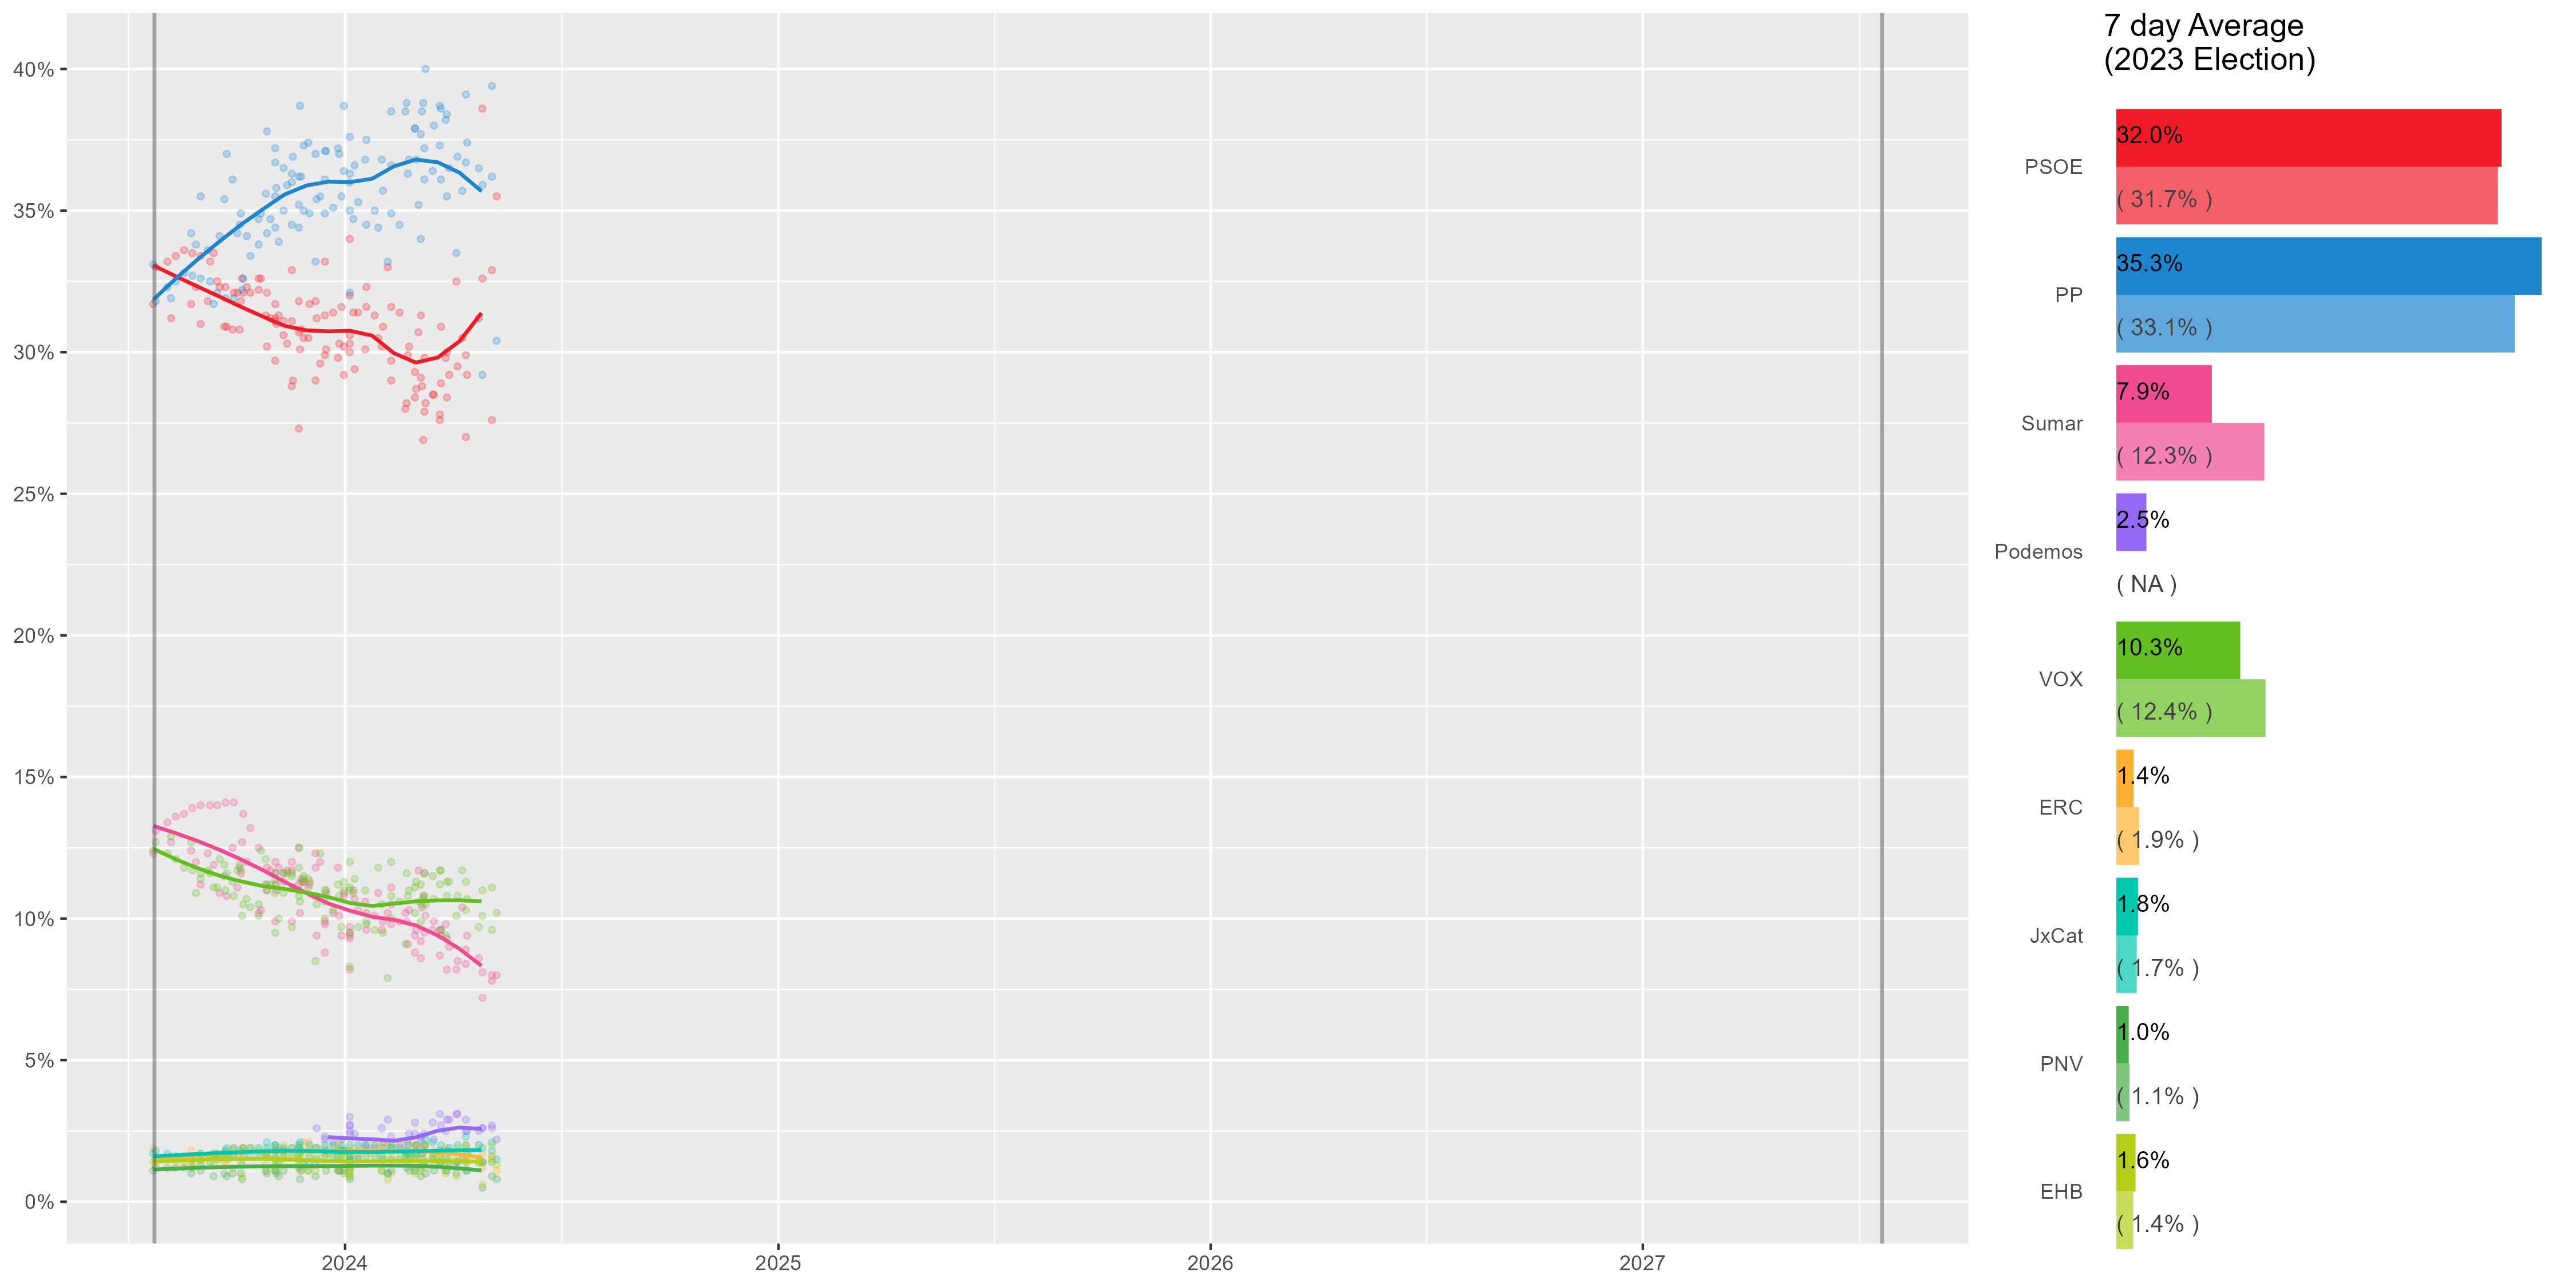 40%
35%
30%
25%
20%
15%
10%
5%
0%
2024
2025
2026
2027
7 day Average
(2023 Election)
PSOE
32.0%
( 31.7% )
PP
35.3%
( 33.1% )
Sumar
7.9%
( 12.3% )
Podemos
2.5%
( NA )
VOX
10.3%
( 12.4% )
ERC
1.4%
( 1.9% )
JxCat
1.8%
( 1.7% )
PNV
1.0%
( 1.1% )
EHB
1.6%
( 1.4% )